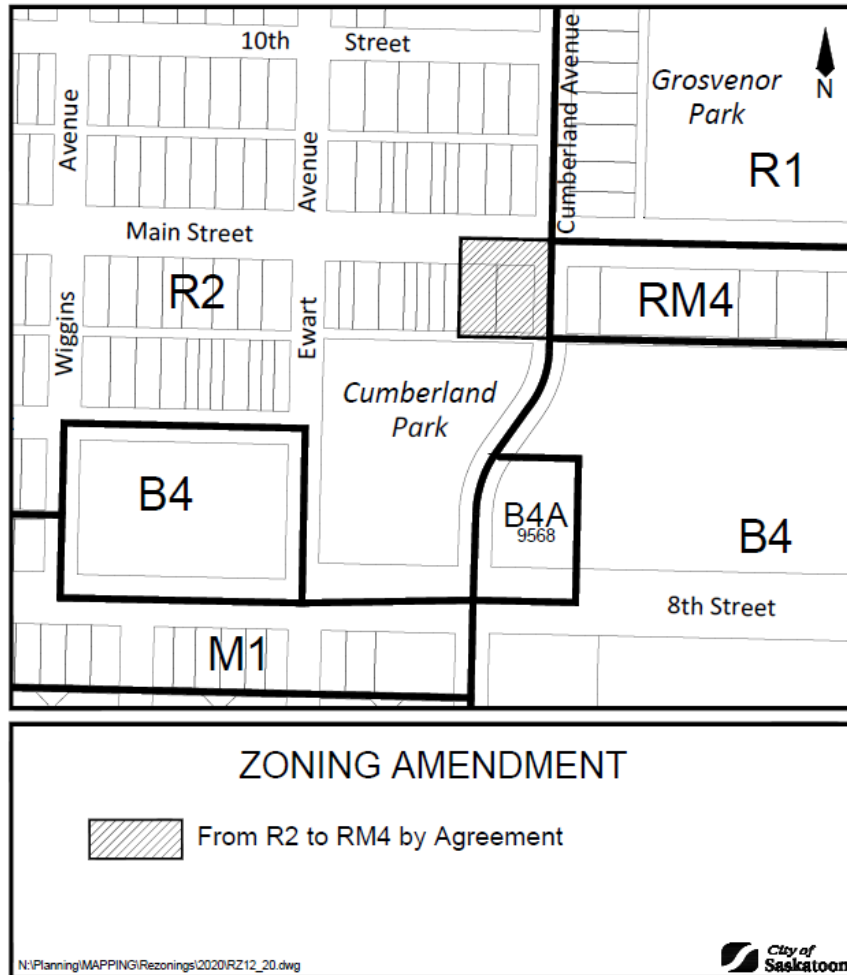 10th Street
Grosvenor
Park
N
Avenue
Avenue
Cumberland Avenue
R1
Main Street
R2
RM4
Wiggins
Ewart
Cumberland
Park
B4
B4A
9568
B4
8th Street
M1
ZONING AMENDMENT
From R2 to RM4 by Agreement
N:\Planning\MAPPING\Rezonings\2020\RZ12_20.dwg
City of
Saskatoon